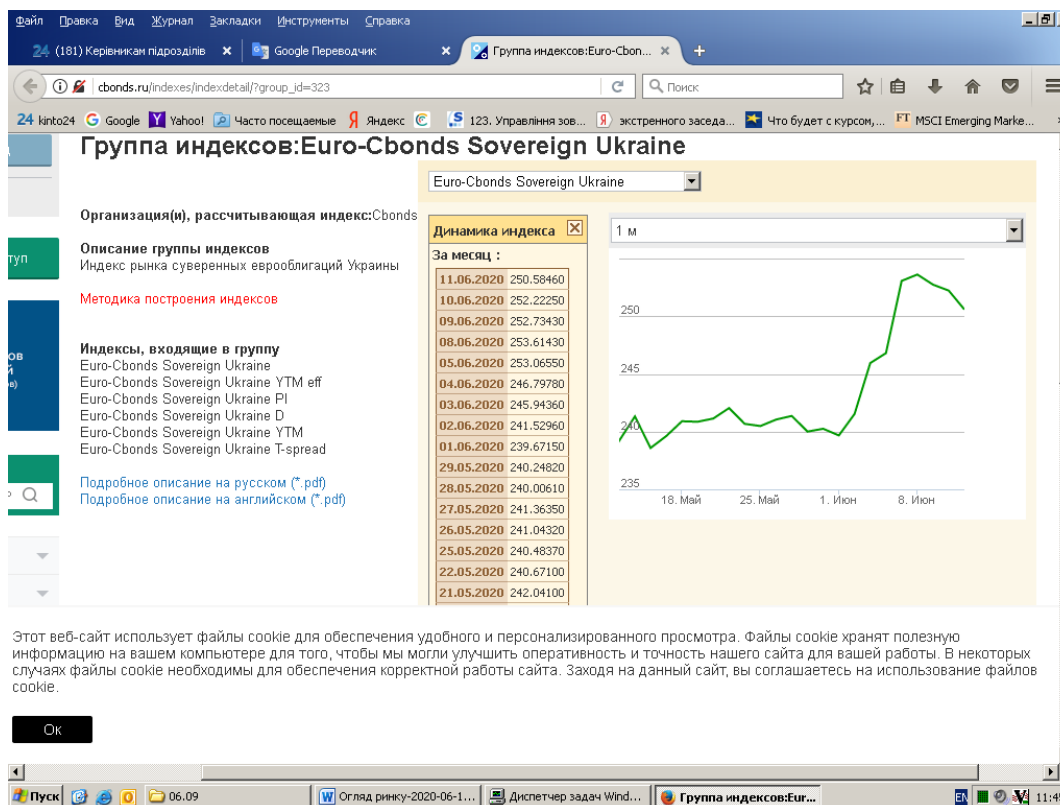 Файл Правка Вид Журнал Закладки Инструменты Справка
24 (181) Керівникам підрозділів Google Переводчик Группа индексов:Euro-Cbon...
cbonds.ru/indexes/indexdetail/?group_id=323 Поиск
24 kinto24 Google Yahoo! Часто посещаемые Яндекс 123. Управління зов... экстренного заседа... Что будет с курсом,... FT MSCI Emerging Marke...
Группа индексов:Euro-Cbonds Sovereign Ukraine
Euro-Cbonds Sovereign Ukraine
Организация(и), рассчитывающая индекс:Cbonds
Описание группы индексов
Индекс рынка суверенных еврооблигаций Украины
Методика построения индексов
Индексы, входящие в группу
Euro-Cbonds Sovereign Ukraine
Euro-Cbonds Sovereign Ukraine YTM eff
Euro-Cbonds Sovereign Ukraine PI
Euro-Cbonds Sovereign Ukraine D
Euro-Cbonds Sovereign Ukraine YTM
Euro-Cbonds Sovereign Ukraine T-spread
Подробное описание на русском (*.pdf)
Подробное описание на английском (*.pdf)
Динамика индекса
За месяц :
11.06.2020 250.58460
10.06.2020 252.22250
09.06.2020 252.73430
08.06.2020 253.61430
05.06.2020 253.06550
04.06.2020 246.79780
03.06.2020 245.94360
02.06.2020 241.52960
01.06.2020 239.67150
29.05.2020 240.24820
28.05.2020 240.00610
27.05.2020 241.36350
26.05.2020 241.04320
25.05.2020 240.48370
22.05.2020 240.67100
21.05.2020 242.04100
1 м
250
245
240
235
18. Май 25. Май 1. Июн 8. Июн
Этот веб-сайт использует файлы cookie для обеспечения удобного и персонализированного просмотра. Файлы cookie хранят полезную
информацию на вашем компьютере для того, чтобы мы могли улучшить оперативность и точность нашего сайта для вашей работы. В некоторых
случаях файлы cookie необходимы для обеспечения корректной работы сайта. Заходя на данный сайт, вы соглашаетесь на использование файлов
cookie.
Ок
Пуск 06.09 Огляд ринку-2020-06-1... Диспетчер задач Wind... Группа индексов:Eur... EN 11:4